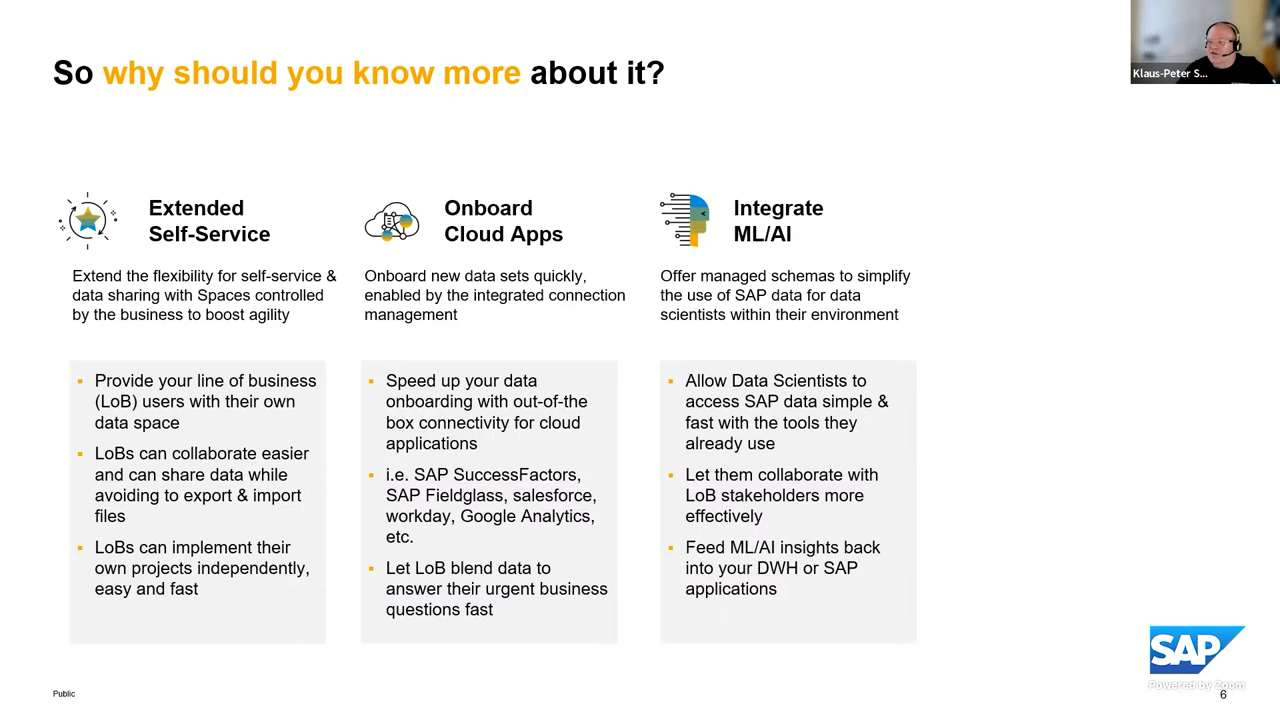 So why should you know more about it?
Klaus-Peter S...
Extended
Self-Service
Extend the flexibility for self-service &
data sharing with Spaces controlled
by the business to boost agility
Provide your line of business
(LoB) users with their own
data space
LoBs can collaborate easier
and can share data while
avoiding to export & import
files
LoBs can implement their
own projects independently,
easy and fast
Onboard
Cloud Apps
Onboard new data sets quickly,
enabled by the integrated connection
management
Speed up your data
onboarding with out-of-the
box connectivity for cloud
applications
i.e. SAP SuccessFactors,
SAP Fieldglass, salesforce,
workday, Google Analytics,
etc.
Let LoB blend data to
answer their urgent business
questions fast
Integrate
ML/AI
Offer managed schemas to simplify
the use of SAP data for data
scientists within their environment
Allow Data Scientists to
access SAP data simple &
fast with the tools they
already use
Let them collaborate with
LoB stakeholders more
effectively
Feed ML/AI insights back
into your DWH or SAP
applications
SAP
Powered by Zoom
Public
6